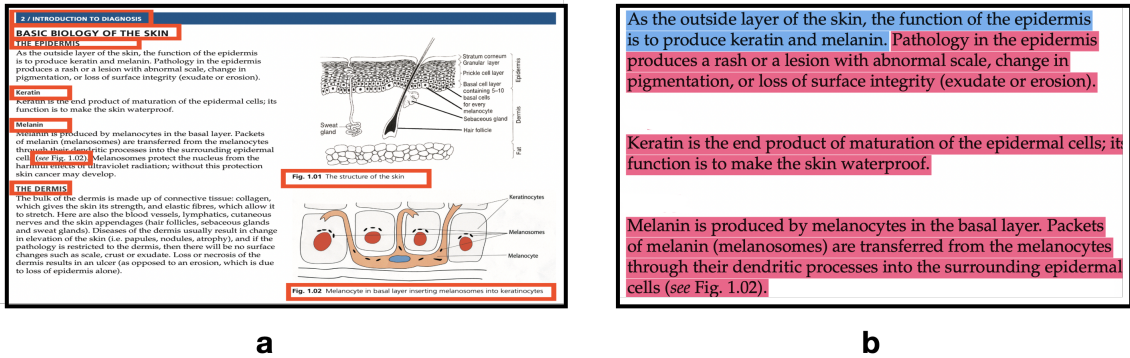 2 / INTRODUCTION TO DIAGNOSIS
BASIC BIOLOGY OF THE SKIN
THE EPIDERMIS
As the outside layer of the skin, the function of the epidermis
is to produce keratin and melanin. Pathology in the epidermis
produces a rash or a lesion with abnormal scale, change in
pigmentation, or loss of surface integrity (exudate or erosion).
Keratin
Keratin is the end product of maturation of the epidermal cells; its
function is to make the skin waterproof.
Melanin
Melanin is produced by melanocytes in the basal layer. Packets
of melanin (melanosomes) are transferred from the melanocytes
through their dendritic processes into the surrounding epidermal
cells (see Fig. 1.02). Melanosomes protect the nucleus from the
harmful effects of ultraviolet radiation; without this protection
skin cancer may develop.
THE DERMIS
The bulk of the dermis is made up of connective tissue: collagen,
which gives the skin its strength, and elastic fibres, which allow it
to stretch. Here are also the blood vessels, lymphatics, cutaneous
nerves and the skin appendages (hair follicles, sebaceous glands
and sweat glands). Diseases of the dermis usually result in change
in elevation of the skin (i.e. papules, nodules, atrophy), and if the
pathology is restricted to the dermis, then there will be no surface
changes such as scale, crust or exudate. Loss or necrosis of the
dermis results in an ulcer (as opposed to an erosion, which is due
to loss of epidermis alone).
Stratum corneum
Granular layer
Prickle cell layer
Basal cell layer
containing 5–10
basal cells
for every
melanocyte
Sebaceous gland
Hair follicle
Sweat
gland
Epidermis
Dermis
Fat
Fig. 1.01 The structure of the skin
Keratinocytes
Melanosomes
Melanocyte
Fig. 1.02 Melanocyte in basal layer inserting melanosomes into keratinocytes
a
As the outside layer of the skin, the function of the epidermis
is to produce keratin and melanin. Pathology in the epidermis
produces a rash or a lesion with abnormal scale, change in
pigmentation, or loss of surface integrity (exudate or erosion).
Keratin is the end product of maturation of the epidermal cells; its
function is to make the skin waterproof.
Melanin is produced by melanocytes in the basal layer. Packets
of melanin (melanosomes) are transferred from the melanocytes
through their dendritic processes into the surrounding epidermal
cells (see Fig. 1.02).
b